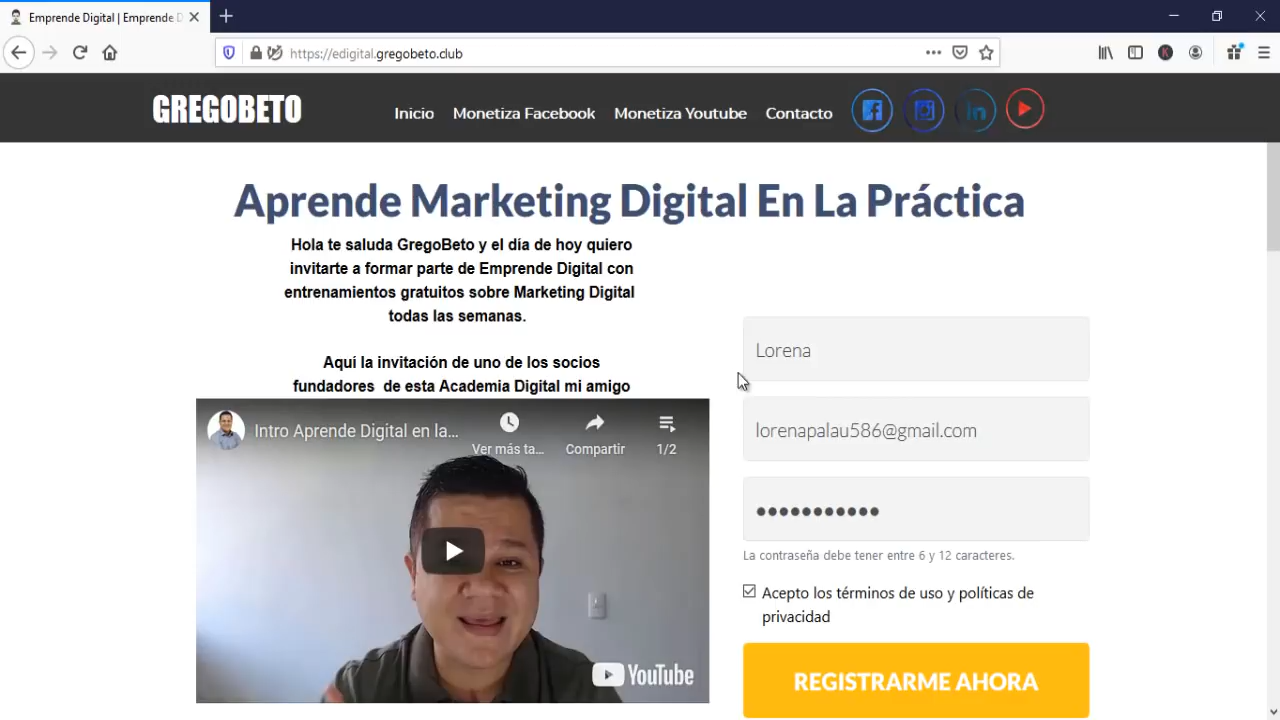 Emprende Digital | Emprende D
https://edigital.gregobeto.club
GREGOBETO
Inicio
Monetiza Facebook
Monetiza Youtube
Contacto
Aprende Marketing Digital En La Práctica
Hola te saluda GregoBeto y el día de hoy quiero
invitarte a formar parte de Emprende Digital con
entrenamientos gratuitos sobre Marketing Digital
todas las semanas.
Aquí la invitación de uno de los socios
fundadores de esta Academia Digital mi amigo
Intro Aprende Digital en la...
Ver más ta...
Compartir
1/2
YouTube
Lorena
lorenapalau586@gmail.com
●●●●●●●●●●●
La contraseña debe tener entre 6 y 12 caracteres.
Acepto los términos de uso y políticas de
privacidad
REGISTRARME AHORA